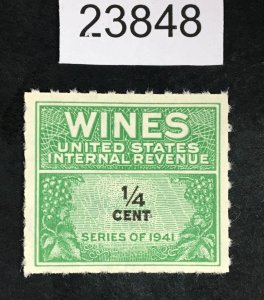 23848
WINES
UNITED STATES
INTERNAL REVENUE
1/4
CENT
SERIES OF 1941